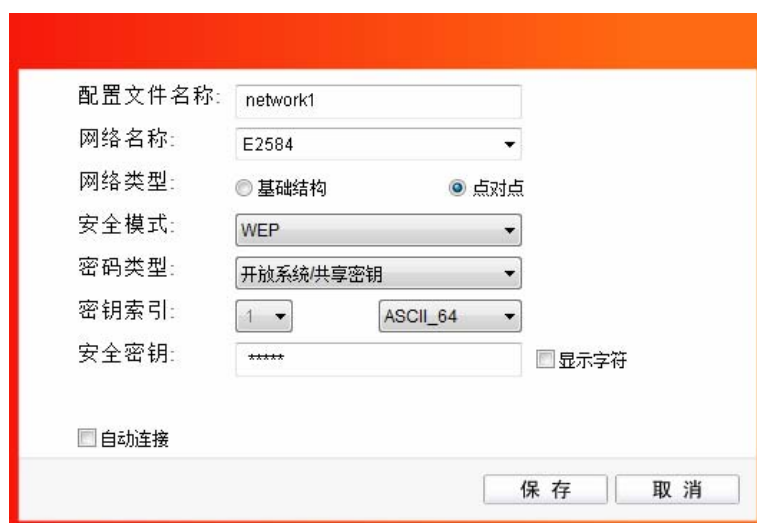 配置文件名称: network1
网络名称: E2584
网络类型: 基础结构 点对点
安全模式: WEP
密码类型: 开放系统/共享密钥
密钥索引: 1 ASCII_64
安全密钥: ***** 显示字符
自动连接
保存 取消